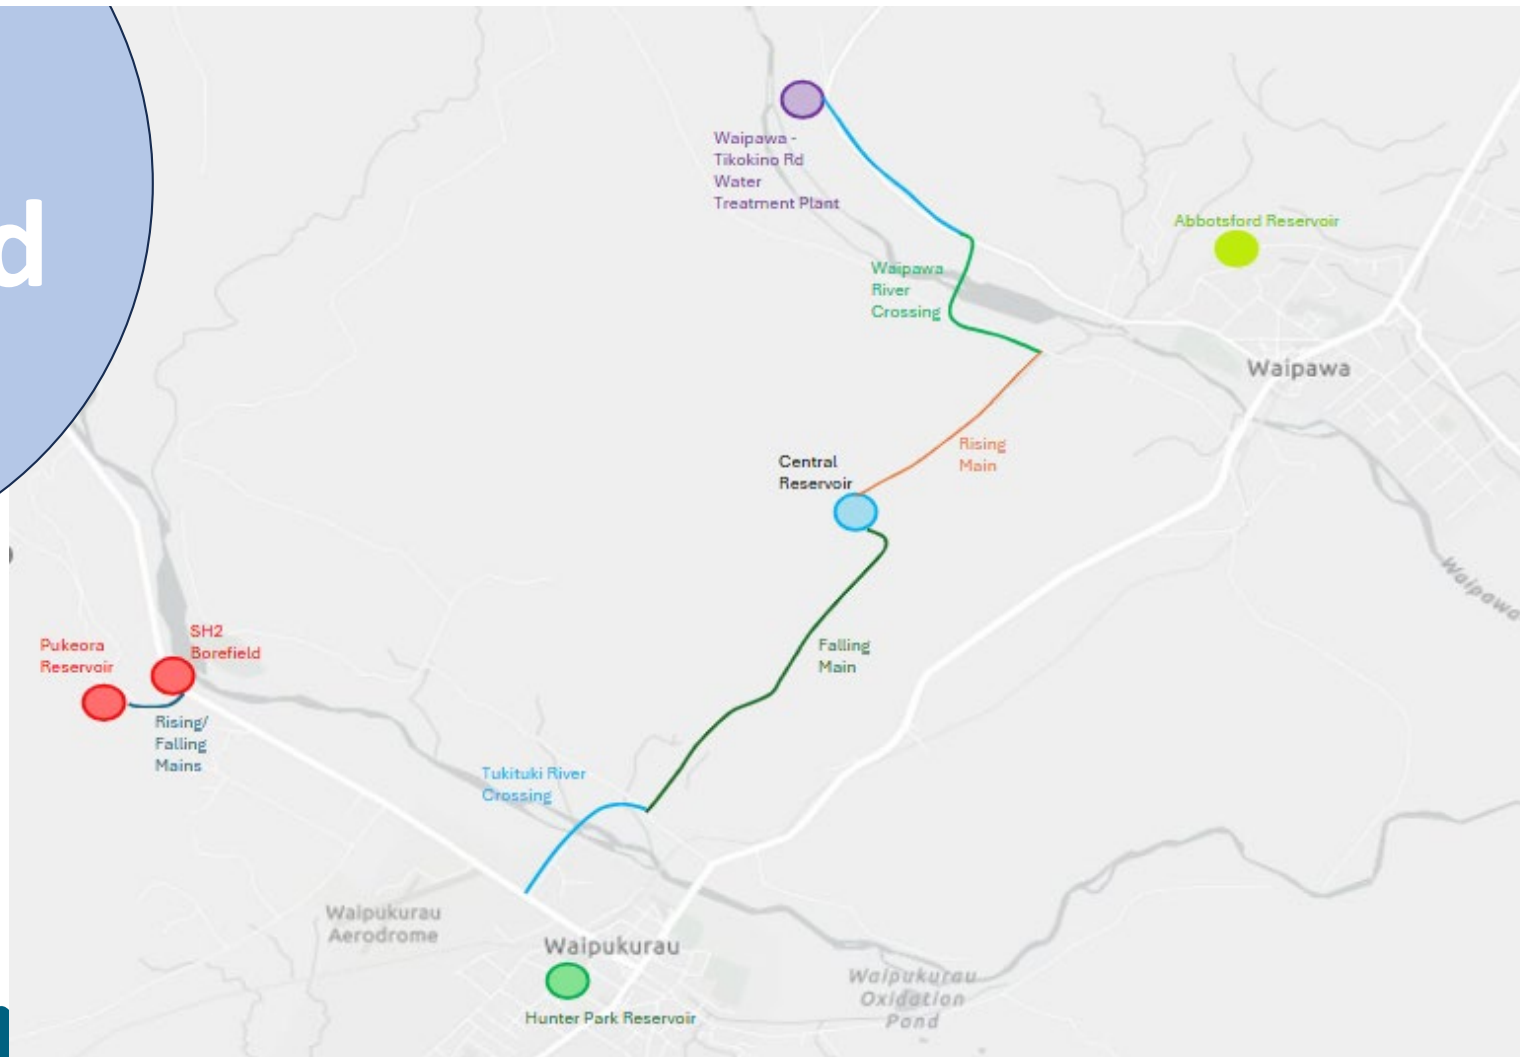 d
Waipawa -
Tikokino Rd
Water
Treatment Plant
Abbotsford Reservoir
Waipawa
River
Crossing
Waipawa
Rising
Main
Central
Reservoir
Waipawa
SH2
Borefield
Pukeora
Reservoir
Falling
Main
Rising/
Falling
Mains
Tukituki River
Crossing
Waipukurau
Aerodrome
Waipukurau
Waipukurau
Oxidation
Pond
Hunter Park Reservoir